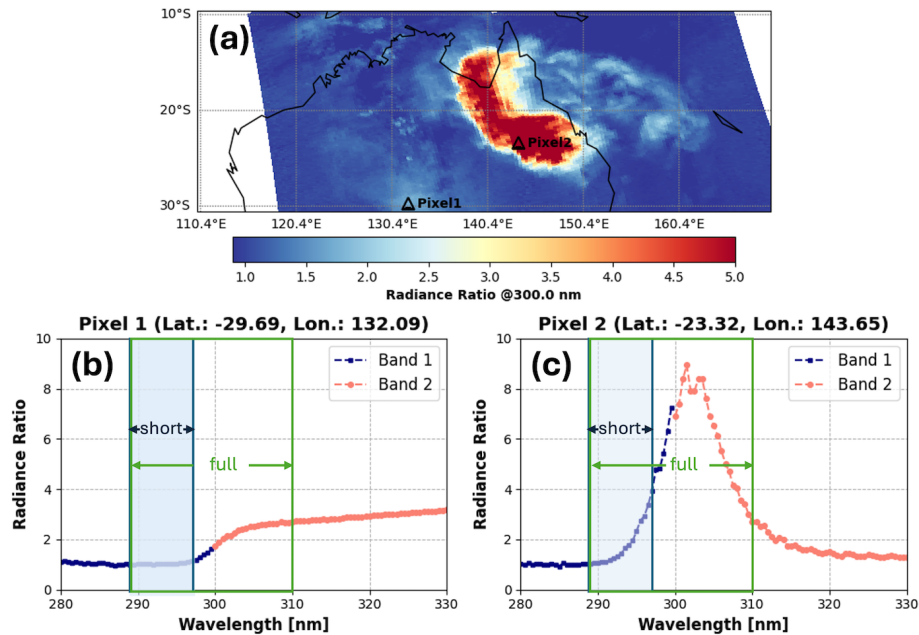 10°S
(a)
20°S
Pixel2
30°S
Pixel1
110.4°E 120.4°E 130.4°E 140.4°E 150.4°E 160.4°E
1.0 1.5 2.0 2.5 3.0 3.5 4.0 4.5 5.0
Radiance Ratio @300.0 nm
Pixel 1 (Lat.: -29.69, Lon.: 132.09)
10
(b)
Band 1
Band 2
8
short
6
full
4
2
0
Radiance Ratio
280 290 300 310 320 330
Wavelength [nm]
Pixel 2 (Lat.: -23.32, Lon.: 143.65)
10
(c)
Band 1
Band 2
8
short
6
full
4
2
0
Radiance Ratio
280 290 300 310 320 330
Wavelength [nm]